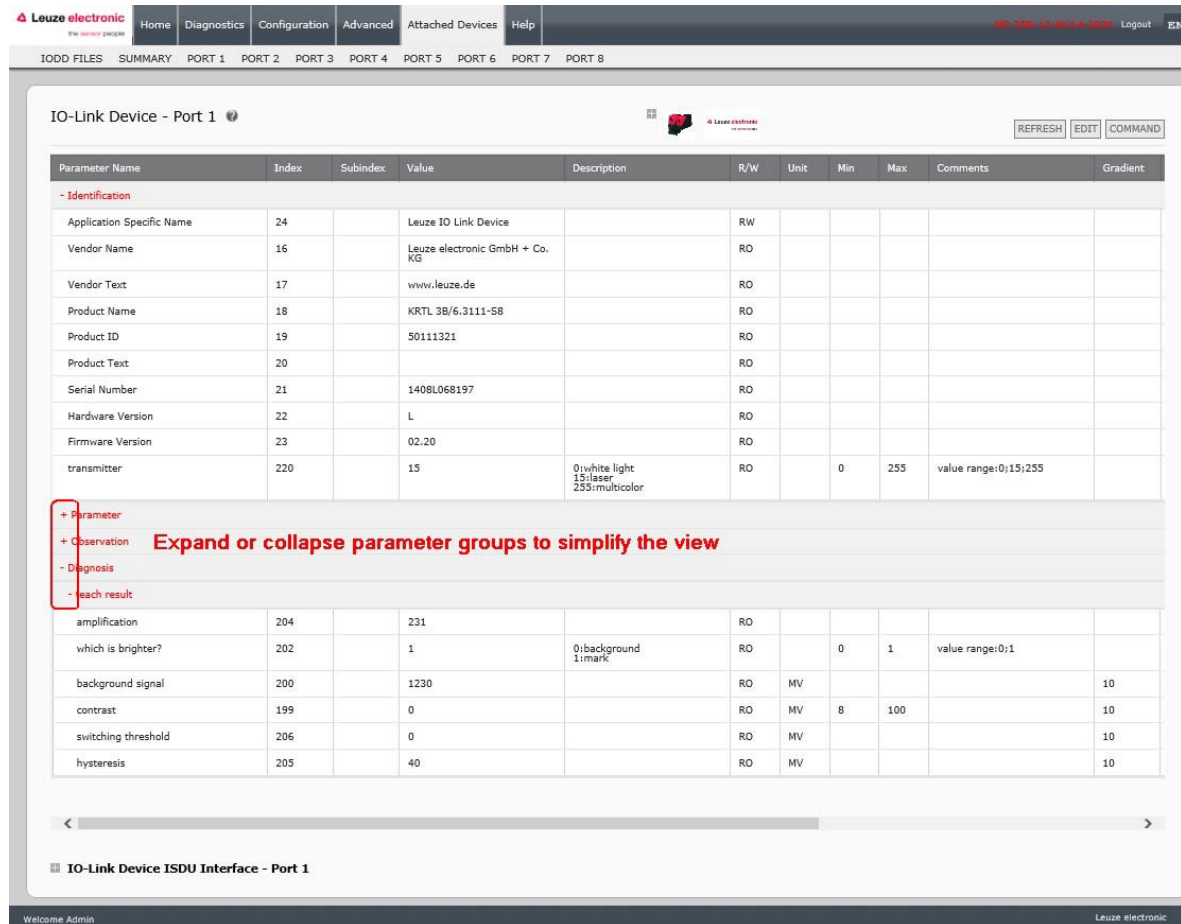 Leuze electronic
the sensor people
Home Diagnostics Configuration Advanced Attached Devices Help
Logout EN
IODD FILES SUMMARY PORT 1 PORT 2 PORT 3 PORT 4 PORT 5 PORT 6 PORT 7 PORT 8
IO-Link Device - Port 1 ?
Leuze electronic
REFRESH EDIT COMMAND
Parameter Name Index Subindex Value Description R/W Unit Min Max Comments Gradient
- Identification
Application Specific Name 24 Leuze IO Link Device RW
Vendor Name 16 Leuze electronic GmbH + Co. RO
KG
Vendor Text 17 www.leuze.de RO
Product Name 18 KRTL 3B/6.3111-S8 RO
Product ID 19 50111321 RO
Product Text 20 RO
Serial Number 21 1408L068197 RO
Hardware Version 22 L RO
Firmware Version 23 02.20 RO
transmitter 220 15 0:white light RO 0 255 value range:0;15;255
15:laser
255:multicolor
+ Parameter
+ Observation
Expand or collapse parameter groups to simplify the view
- Diagnosis
- teach result
amplification 204 231 RO
which is brighter? 202 1 0:background RO 0 1 value range:0;1
1:mark
background signal 200 1230 RO MV 10
contrast 199 0 RO MV 8 100 10
switching threshold 206 0 RO MV 10
hysteresis 205 40 RO MV 10
IO-Link Device ISDU Interface - Port 1
Welcome Admin
Leuze electronic